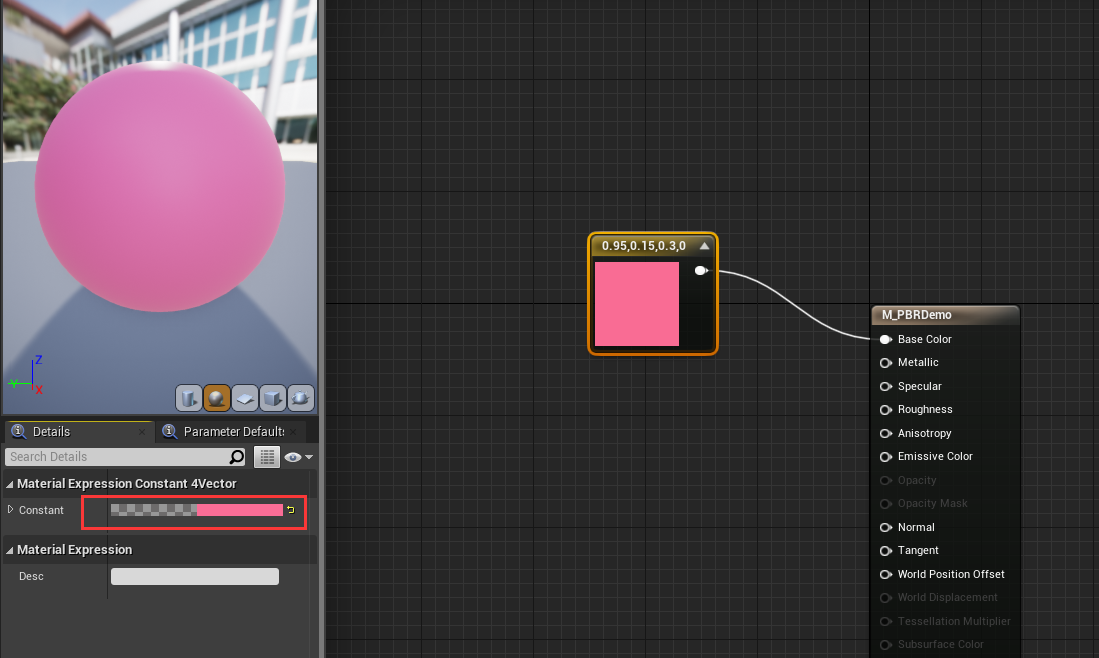 Z
Y
X
Details
Parameter Defaults
Search Details
Material Expression Constant 4Vector
Constant
Material Expression
Desc
0.95,0.15,0.3,0
M_PBRDemo
Base Color
Metallic
Specular
Roughness
Anisotropy
Emissive Color
Opacity
Opacity Mask
Normal
Tangent
World Position Offset
World Displacement
Tessellation Multiplier
Subsurface Color